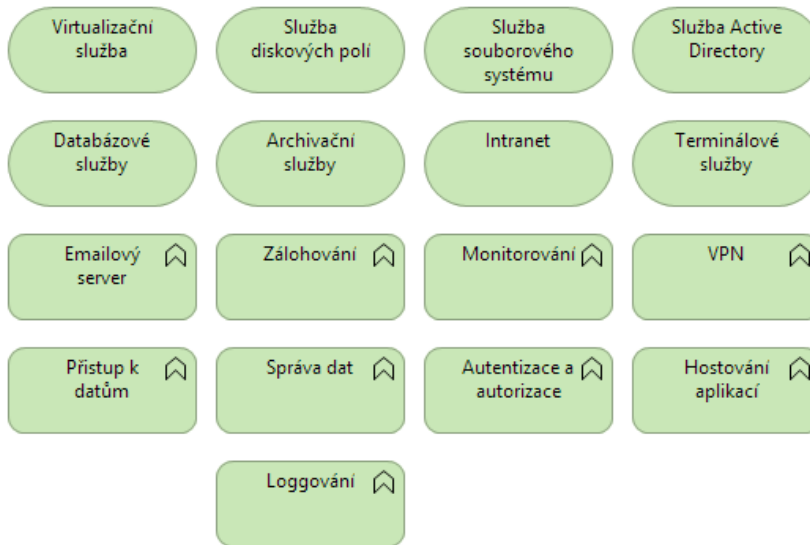 Virtualizační
služba
Služba
diskových polí
Služba
souborového
systému
Služba Active
Directory
Databázové
služby
Archivační
služby
Intranet
Terminálové
služby
Emailový
server
Zálohování
Monitorování
VPN
Přistup k
datům
Správa dat
Autentizace a
autorizace
Hostování
aplikací
Loggování